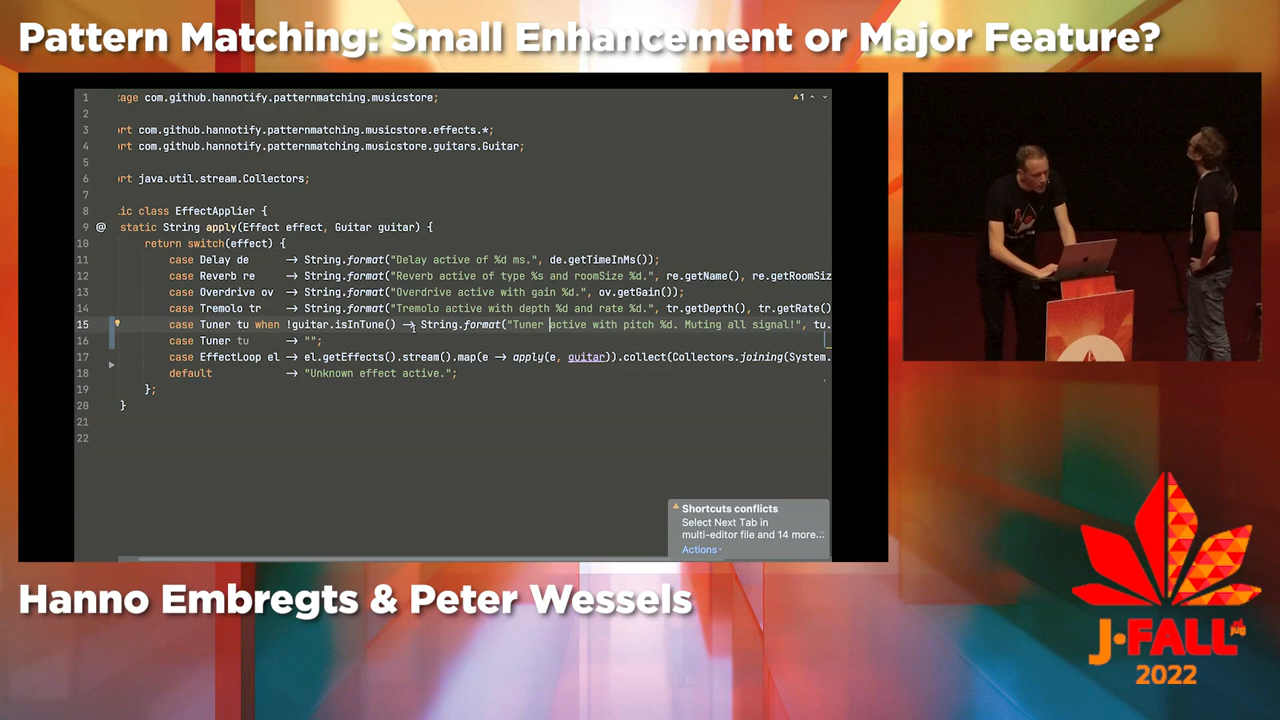 Pattern Matching: Small Enhancement or Major Feature?
1 age com.github.hannotify.patternmatching.musicstore;
1
2
3 rt com.github.hannotify.patternmatching.musicstore.effects.*;
4 rt com.github.hannotify.patternmatching.musicstore.guitars.Guitar;
5
6 rt java.util.stream.Collectors;
7
8 ic class EffectApplier {
9 @ static String apply(Effect effect, Guitar guitar) {
10 return switch(effect) {
11 case Delay de -> String.format("Delay active of %d ms.", de.getTimeInMs());
12 case Reverb re -> String.format("Reverb active of type %s and roomSize %d.", re.getName(), re.getRoomSiz
13 case Overdrive ov -> String.format("Overdrive active with gain %d.", ov.getGain());
14 case Tremolo tr -> String.format("Tremolo active with depth %d and rate %d.", tr.getDepth(), tr.getRate()
15 case Tuner tu when !guitar.isInTune() -> String.format("Tuner active with pitch %d. Muting all signal!", tu.
16 case Tuner tu -> "";
17 case EffectLoop el -> el.getEffects().stream().map(e -> apply(e, guitar)).collect(Collectors.joining(System.
18 default -> "Unknown effect active.";
19 };
20 }
21
22
Shortcuts conflicts
Select Next Tab in
multi-editor file and 14 more...
Actions
Hanno Embregts & Peter Wessels
J-FALL
nl
jug
2022